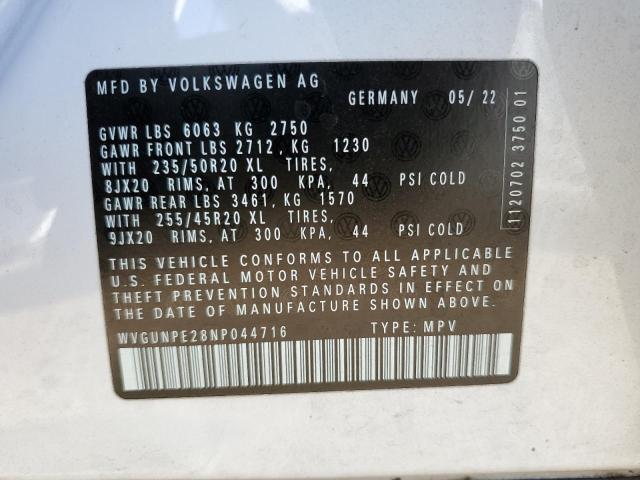 MFD BY VOLKSWAGEN AG
GERMANY 05/ 22
GVWR LBS 6063 KG 2750
GAWR FRONT LBS 2712, KG 1230
WITH 235/50R20 XL TIRES,
8JX20 RIMS, AT 300 KPA, 44 PSI COLD
GAWR REAR LBS 3461, KG 1570
WITH 255/45R20 XL TIRES,
9JX20 RIMS, AT 300 KPA, 44 PSI COLD
THIS VEHICLE CONFORMS TO ALL APPLICABLE
U.S. FEDERAL MOTOR VEHICLE SAFETY AND
THEFT PREVENTION STANDARDS IN EFFECT ON
THE DATE OF MANUFACTURE SHOWN ABOVE.
WVGUNPE28NP044716 TYPE: MPV
1120702 3750 01